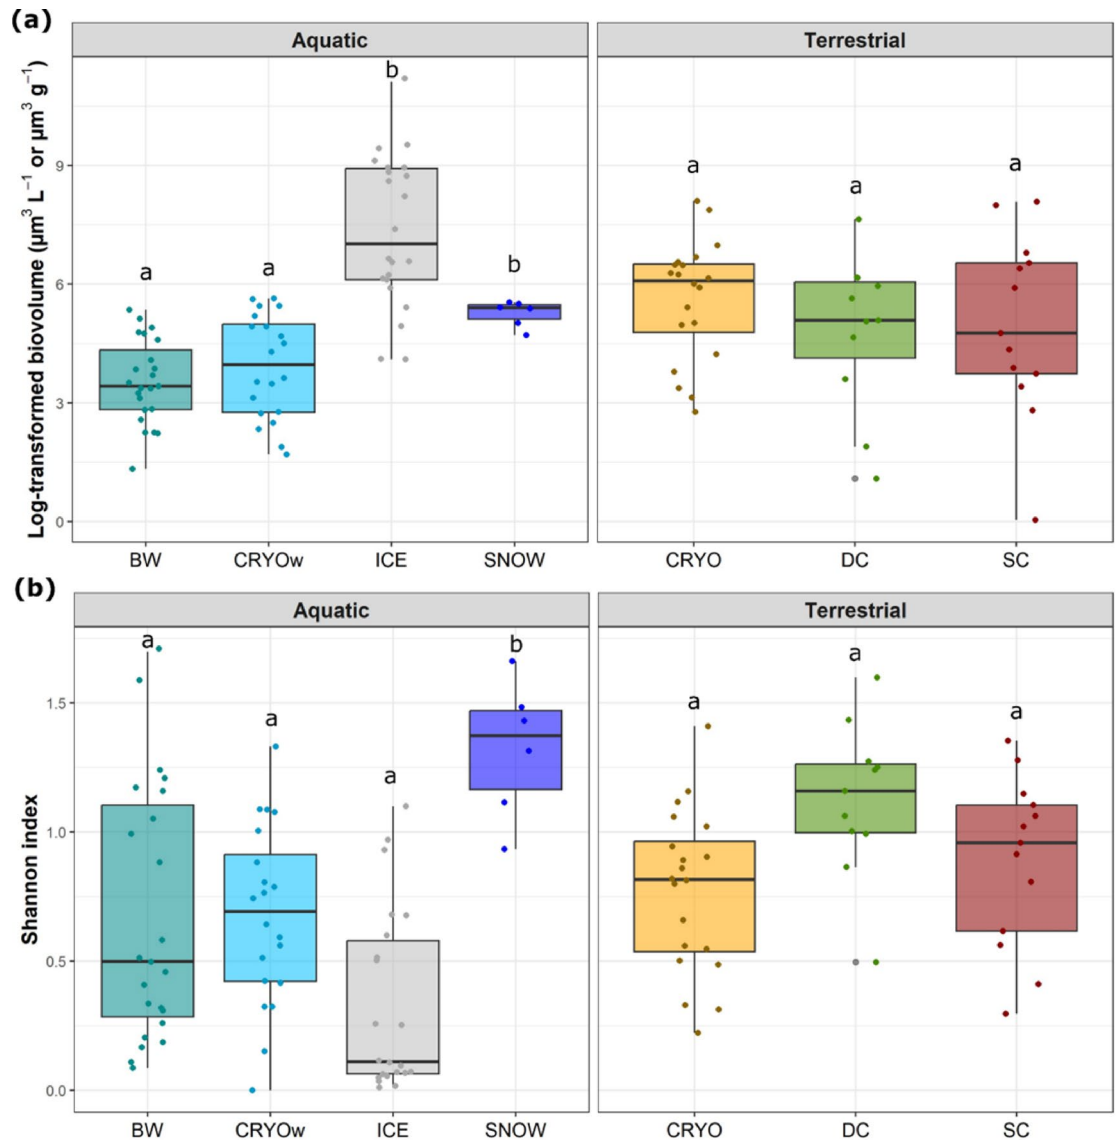 (a)
Aquatic
Terrestrial
Log-transformed biovolume (µm³ L⁻¹ or µm³ g⁻¹)
9
6
3
0
a
a
b
b
a
a
a
BW
CRYOw
ICE
SNOW
CRYO
DC
SC
(b)
Aquatic
Terrestrial
Shannon index
1.5
1.0
0.5
0.0
a
a
a
b
a
a
a
BW
CRYOw
ICE
SNOW
CRYO
DC
SC